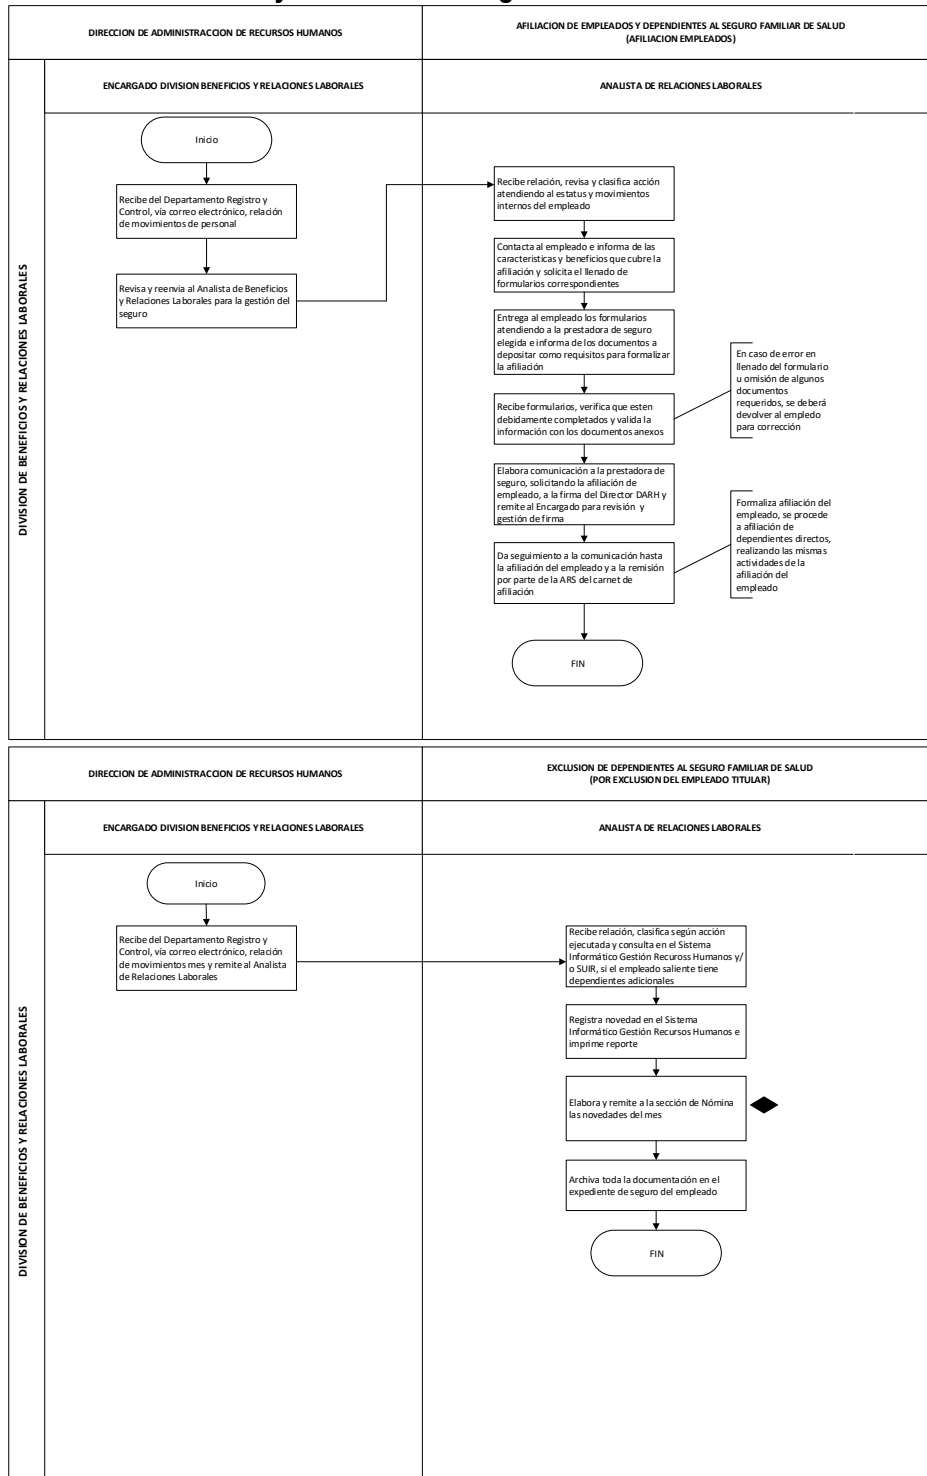 DIRECCION DE ADMINISTRACCION DE RECURSOS HUMANOS
AFILIACION DE EMPLEADOS Y DEPENDIENTES AL SEGURO FAMILIAR DE SALUD
(AFILIACION EMPLEADOS)
ENCARGADO DIVISION BENEFICIOS Y RELACIONES LABORALES
ANALISTA DE RELACIONES LABORALES
DIVISION DE BENEFICIOS Y RELACIONES LABORALES
Inicio
Recibe del Departamento Registro y
Control, vía correo electrónico, relación
de movimientos de personal
Revisa y reenvia al Analista de Beneficios
y Relaciones Laborales para la gestión del
seguro
Recibe relación, revisa y clasifica acción
atendiendo al estatus y movimientos
internos del empleado
Contacta al empleado e informa de las
caracteristicas y beneficios que cubre la
afiliación y solicita el llenado de
formularios correspondientes
Entrega al empleado los formularios
atendiendo a la prestadora de seguro
elegida e informa de los documentos a
depositar como requisitos para formalizar
la afiliación
Recibe formularios, verifica que esten
debidamente completados y valida la
información con los documentos anexos
En caso de error en
llenado del formulario
u omisión de algunos
documentos
requeridos, se deberá
devolver al empledo
para corrección
Elabora comunicación a la prestadora de
seguro, solicitando la afiliación de
empleado, a la firma del Director DARH y
remite al Encargado para revisión y
gestión de firma
Da seguimiento a la comunicación hasta
la afiliación del empleado y a la remisión
por parte de la ARS del carnet de
afiliación
Formaliza afiliación del
empleado, se procede
a afiliación de
dependientes directos,
realizando las mismas
actividades de la
afiliación del
empleado
FIN
DIRECCION DE ADMINISTRACCION DE RECURSOS HUMANOS
EXCLUSION DE DEPENDIENTES AL SEGURO FAMILIAR DE SALUD
(POR EXCLUSION DEL EMPLEADO TITULAR)
ENCARGADO DIVISION BENEFICIOS Y RELACIONES LABORALES
ANALISTA DE RELACIONES LABORALES
DIVISION DE BENEFICIOS Y RELACIONES LABORALES
Inicio
Recibe del Departamento Registro y
Control, vía correo electrónico, relación
de movimientos mes y remite al Analista
de Relaciones Laborales
Recibe relación, clasifica según acción
ejecutada y consulta en el Sistema
Informático Gestión Recuross Humanos y/
o SUIR, si el empleado saliente tiene
dependientes adicionales
Registra novedad en el Sistema
Informático Gestión Recursos Humanos e
imprime reporte
Elabora y remite a la sección de Nómina
las novedades del mes
Archiva toda la documentación en el
expediente de seguro del empleado
FIN